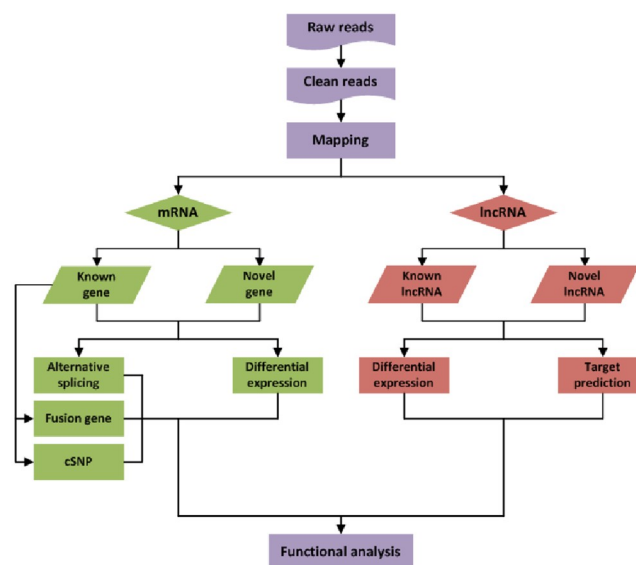 Raw reads
Clean reads
Mapping
mRNA
lncRNA
Known
gene
Novel
gene
Known
lncRNA
Novel
lncRNA
Alternative
splicing
Differential
expression
Differential
expression
Target
prediction
Fusion gene
cSNP
Functional analysis